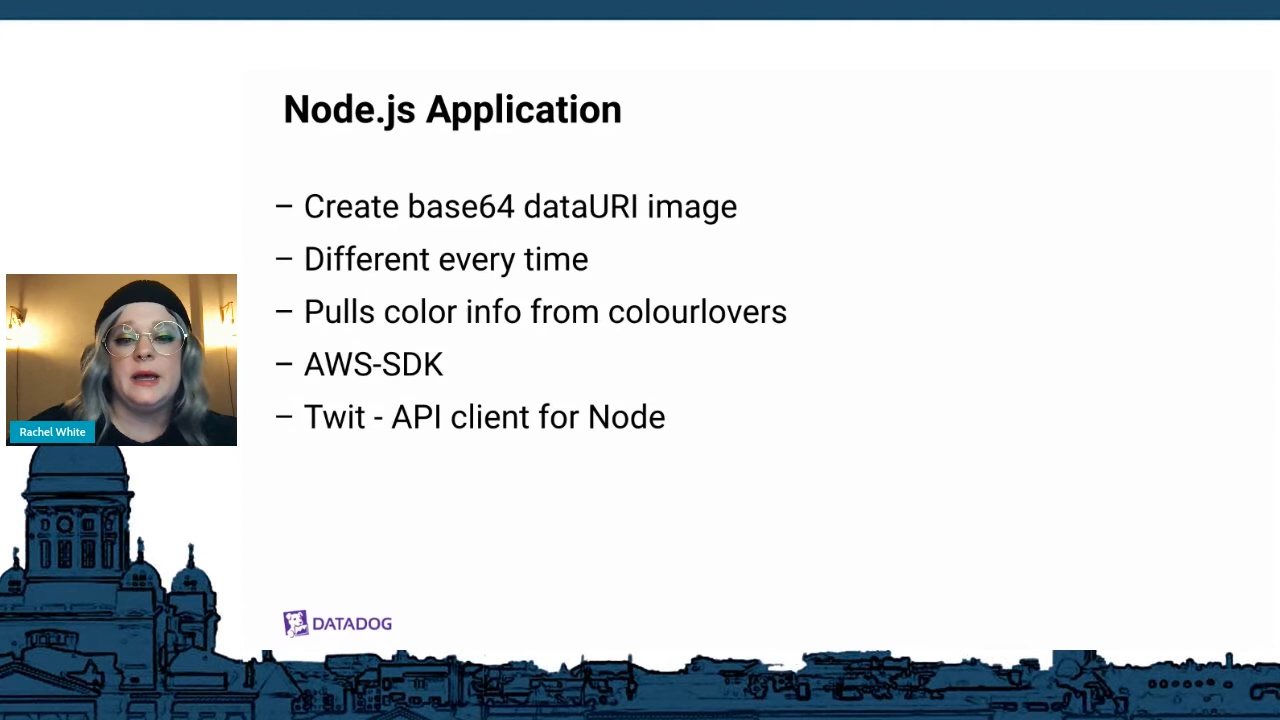 Node.js Application
– Create base64 dataURI image
– Different every time
– Pulls color info from colourlovers
– AWS-SDK
– Twit - API client for Node
Rachel White
DATADOG